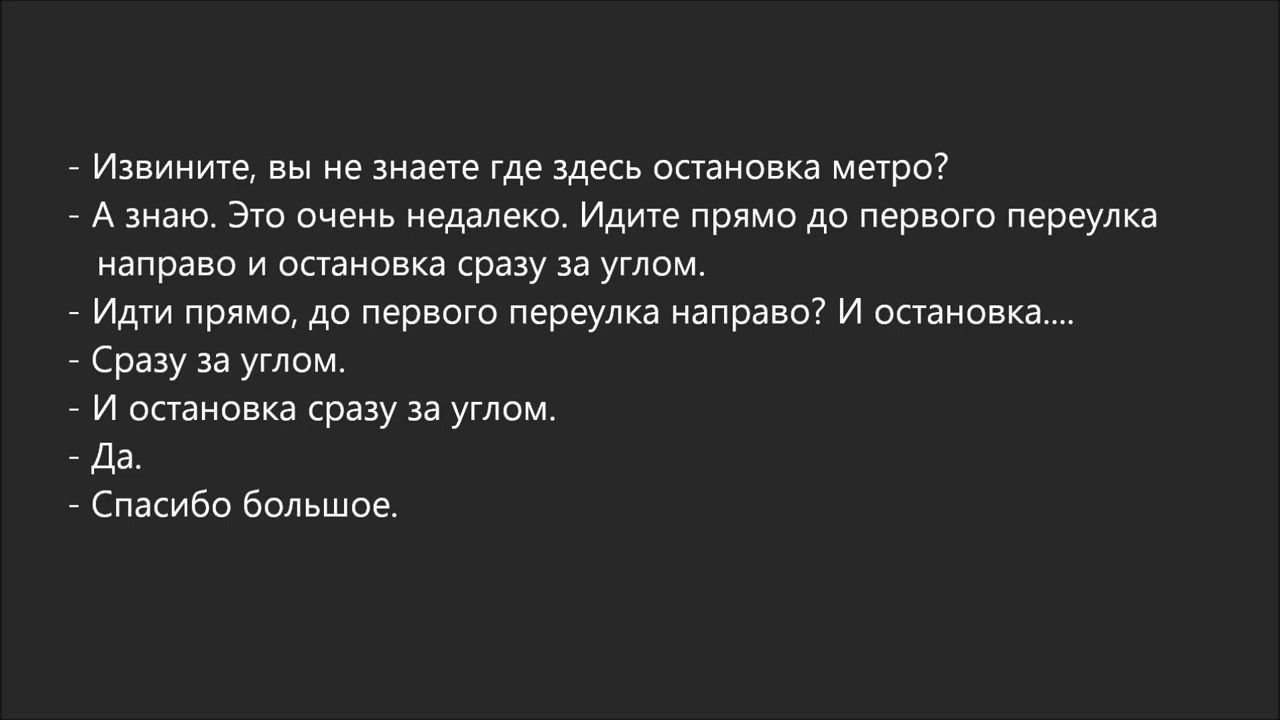 - Извините, вы не знаете где здесь остановка метро?
- А знаю. Это очень недалеко. Идите прямо до первого переулка
направо и остановка сразу за углом.
- Идти прямо, до первого переулка направо? И остановка....
- Сразу за углом.
- И остановка сразу за углом.
- Да.
- Спасибо большое.